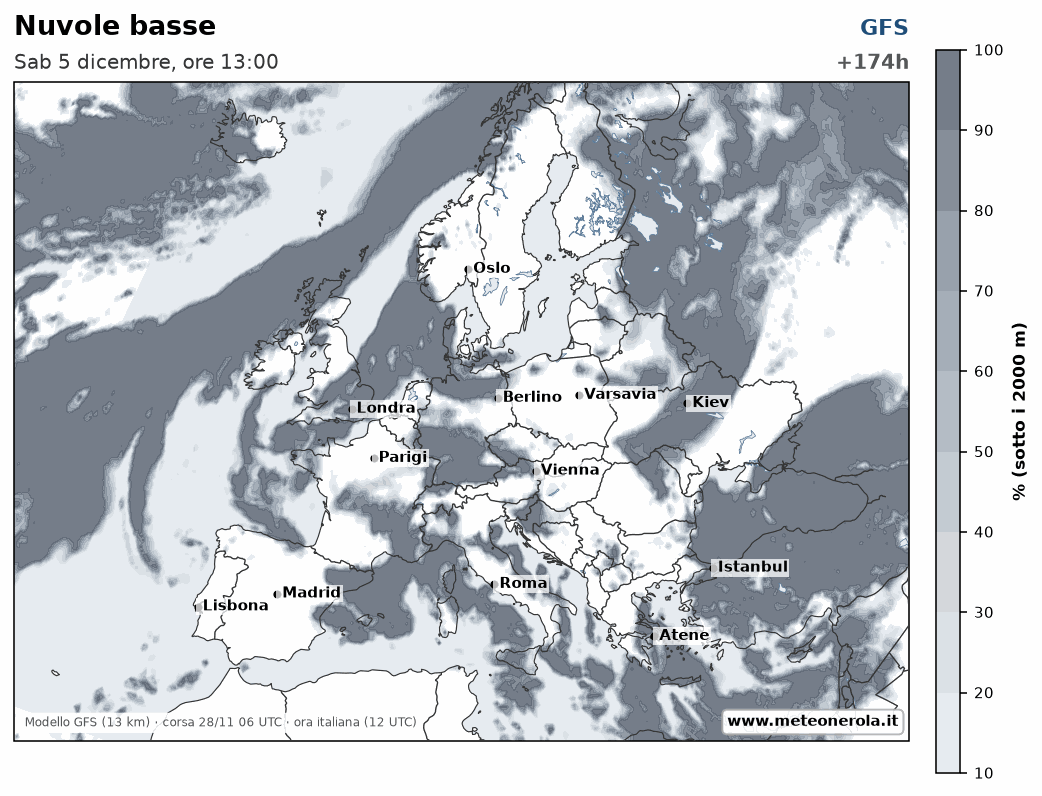 Nuvole basse
GFS
Sab 5 dicembre, ore 13:00
+174h
100
90
80
70
60
50
40
30
20
10
% (sotto i 2000 m)
Oslo
Londra
Berlino
Varsavia
Kiev
Parigi
Vienna
Istanbul
Roma
Madrid
Lisbona
Atene
Modello GFS (13 km) · corsa 28/11 06 UTC · ora italiana (12 UTC)
www.meteonerola.it